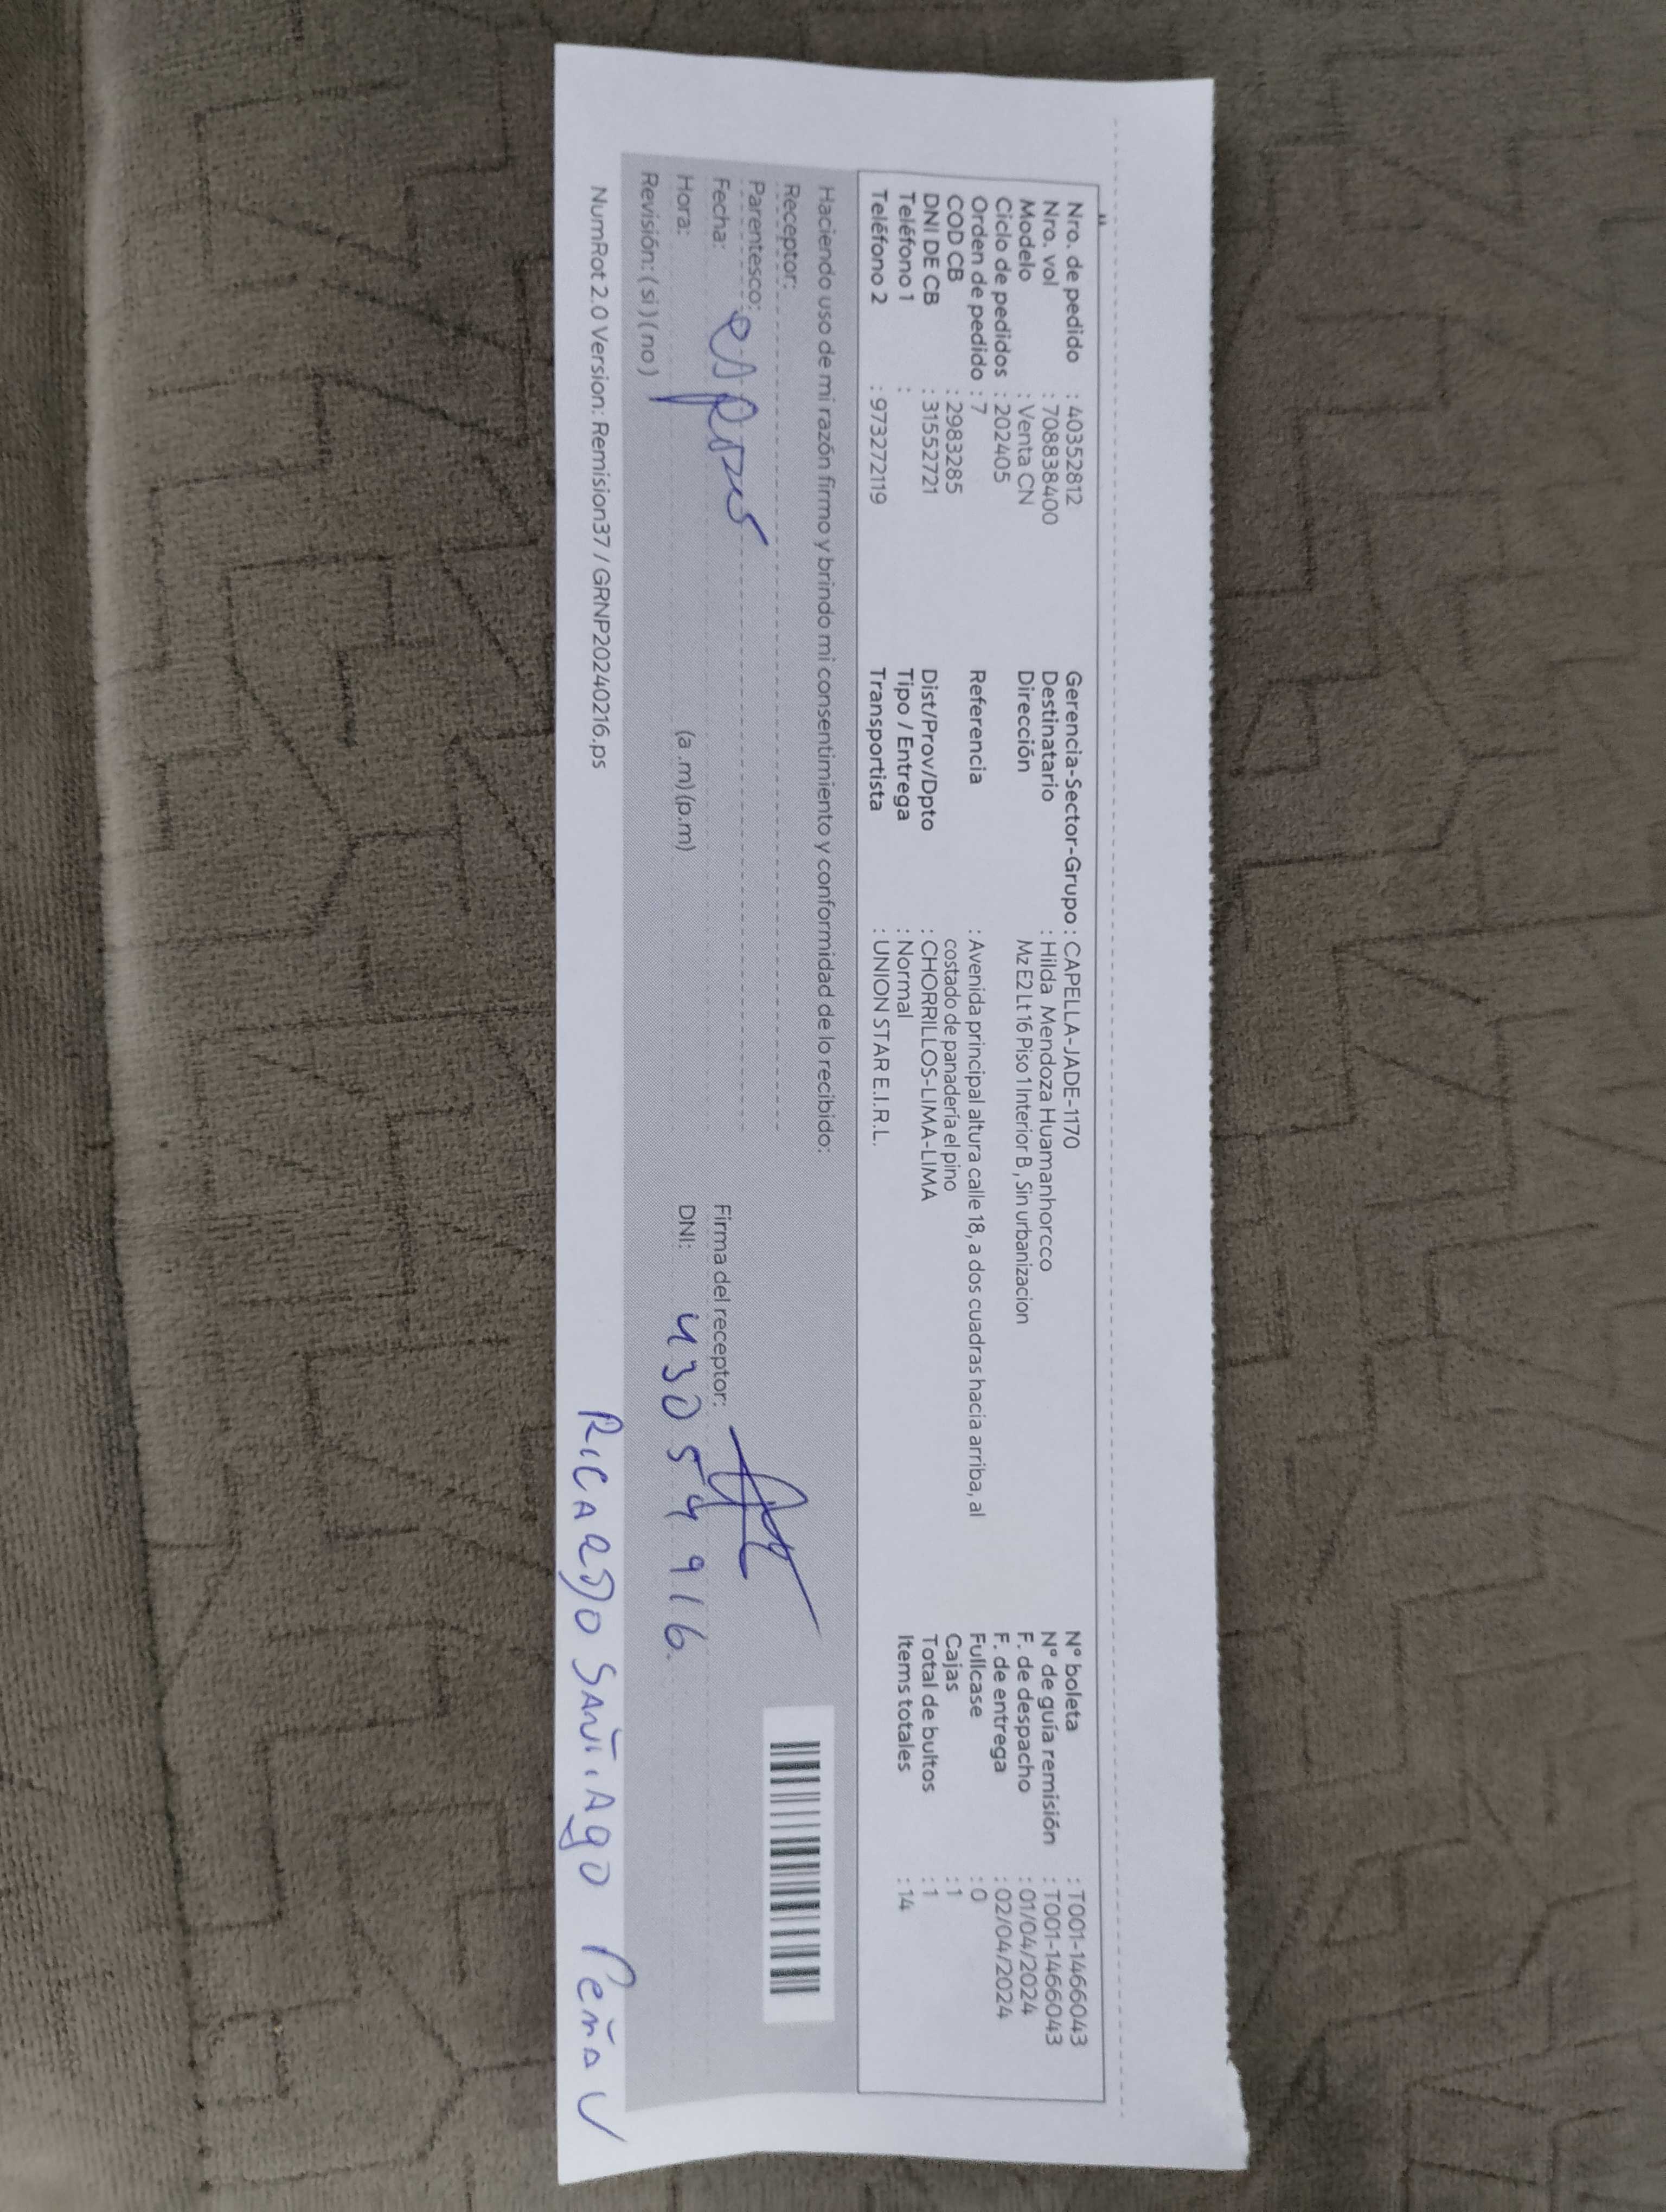 Nro. de pedido : 40352812
Nro. vol : 708838400
Modelo : Venta CN
Ciclo de pedidos : 202405
Orden de pedido : 7
COD CB : 2983285
DNI DE CB : 31552721
Teléfono 1 :
Teléfono 2 : 973272119
Gerencia-Sector-Grupo : CAPELLA-JADE-1170
Destinatario : Hilda Mendoza Huamanhorcco
Dirección Mz E2 Lt 16 Piso 1 Interior B, Sin urbanizacion
Referencia : Avenida principal altura calle 18, a dos cuadras hacia arriba, al
costado de panadería el pino
Dist/Prov/Dpto : CHORRILLOS-LIMA-LIMA
Tipo / Entrega : Normal
Transportista : UNION STAR E.I.R.L.
N° boleta : T001-1466043
N° de guía remisión : T001-1466043
F. de despacho : 01/04/2024
F. de entrega : 02/04/2024
Fullcase : 0
Cajas : 1
Total de bultos : 1
Items totales : 14
Haciendo uso de mi razón firmo y brindo mi consentimiento y conformidad de lo recibido:
Receptor:
Parentesco:
Fecha:
Hora: (a .m) (p.m)
Revisión: ( si ) ( no )
Firma del receptor:
DNI: 43054916
NumRot 2.0 Version: Remision37 / GRNP20240216.ps
RicARDO SAÑtiAgO Peña V